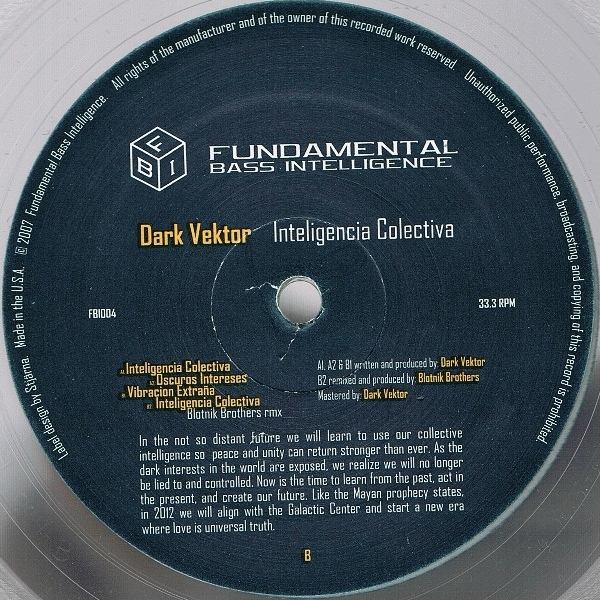 Label design by Stjärna. Made in the U.S.A. ℗ 2007 Fundamental Bass Intelligence. All rights of the manufacturer and of the owner of this recorded work reserved. Unauthorized public performance, broadcasting, and copying of this record is prohibited.
F B I
FUNDAMENTAL
BASS INTELLIGENCE
Dark Vektor Inteligencia Colectiva
FBI004
33.3 RPM
A1. Inteligencia Colectiva
A2. Oscuros Intereses
B1. Vibracion Extraña
B2. Inteligencia Colectiva
Blotnik Brothers rmx
A1, A2 & B1 written and produced by: Dark Vektor
B2 remixed and produced by: Blotnik Brothers
Mastered by: Dark Vektor
In the not so distant future we will learn to use our collective
intelligence so peace and unity can return stronger than ever. As the
dark interests in the world are exposed, we realize we will no longer
be lied to and controlled. Now is the time to learn from the past, act in
the present, and create our future. Like the Mayan prophecy states,
in 2012 we will align with the Galactic Center and start a new era
where love is universal truth.
B